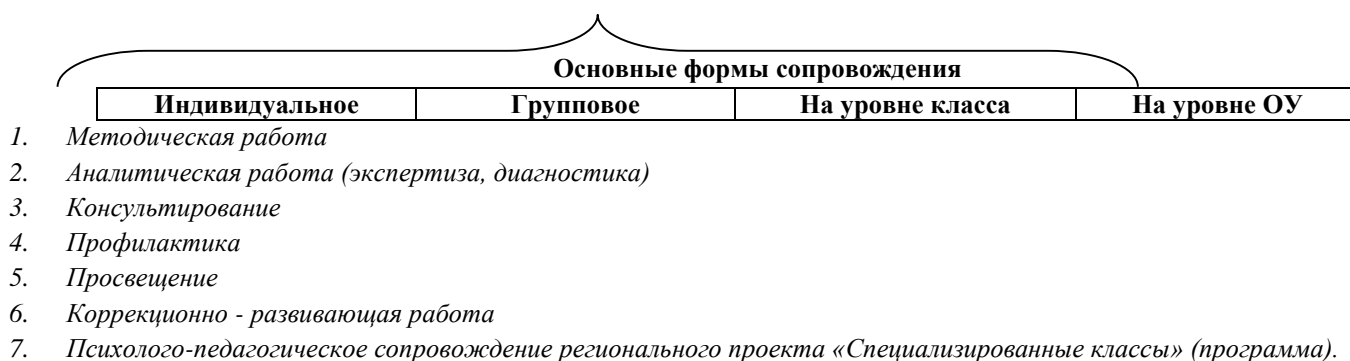 Основные формы сопровождения
Индивидуальное Групповое На уровне класса На уровне ОУ
1. Методическая работа
2. Аналитическая работа (экспертиза, диагностика)
3. Консультирование
4. Профилактика
5. Просвещение
6. Коррекционно - развивающая работа
7. Психолого-педагогическое сопровождение регионального проекта «Специализированные классы» (программа).